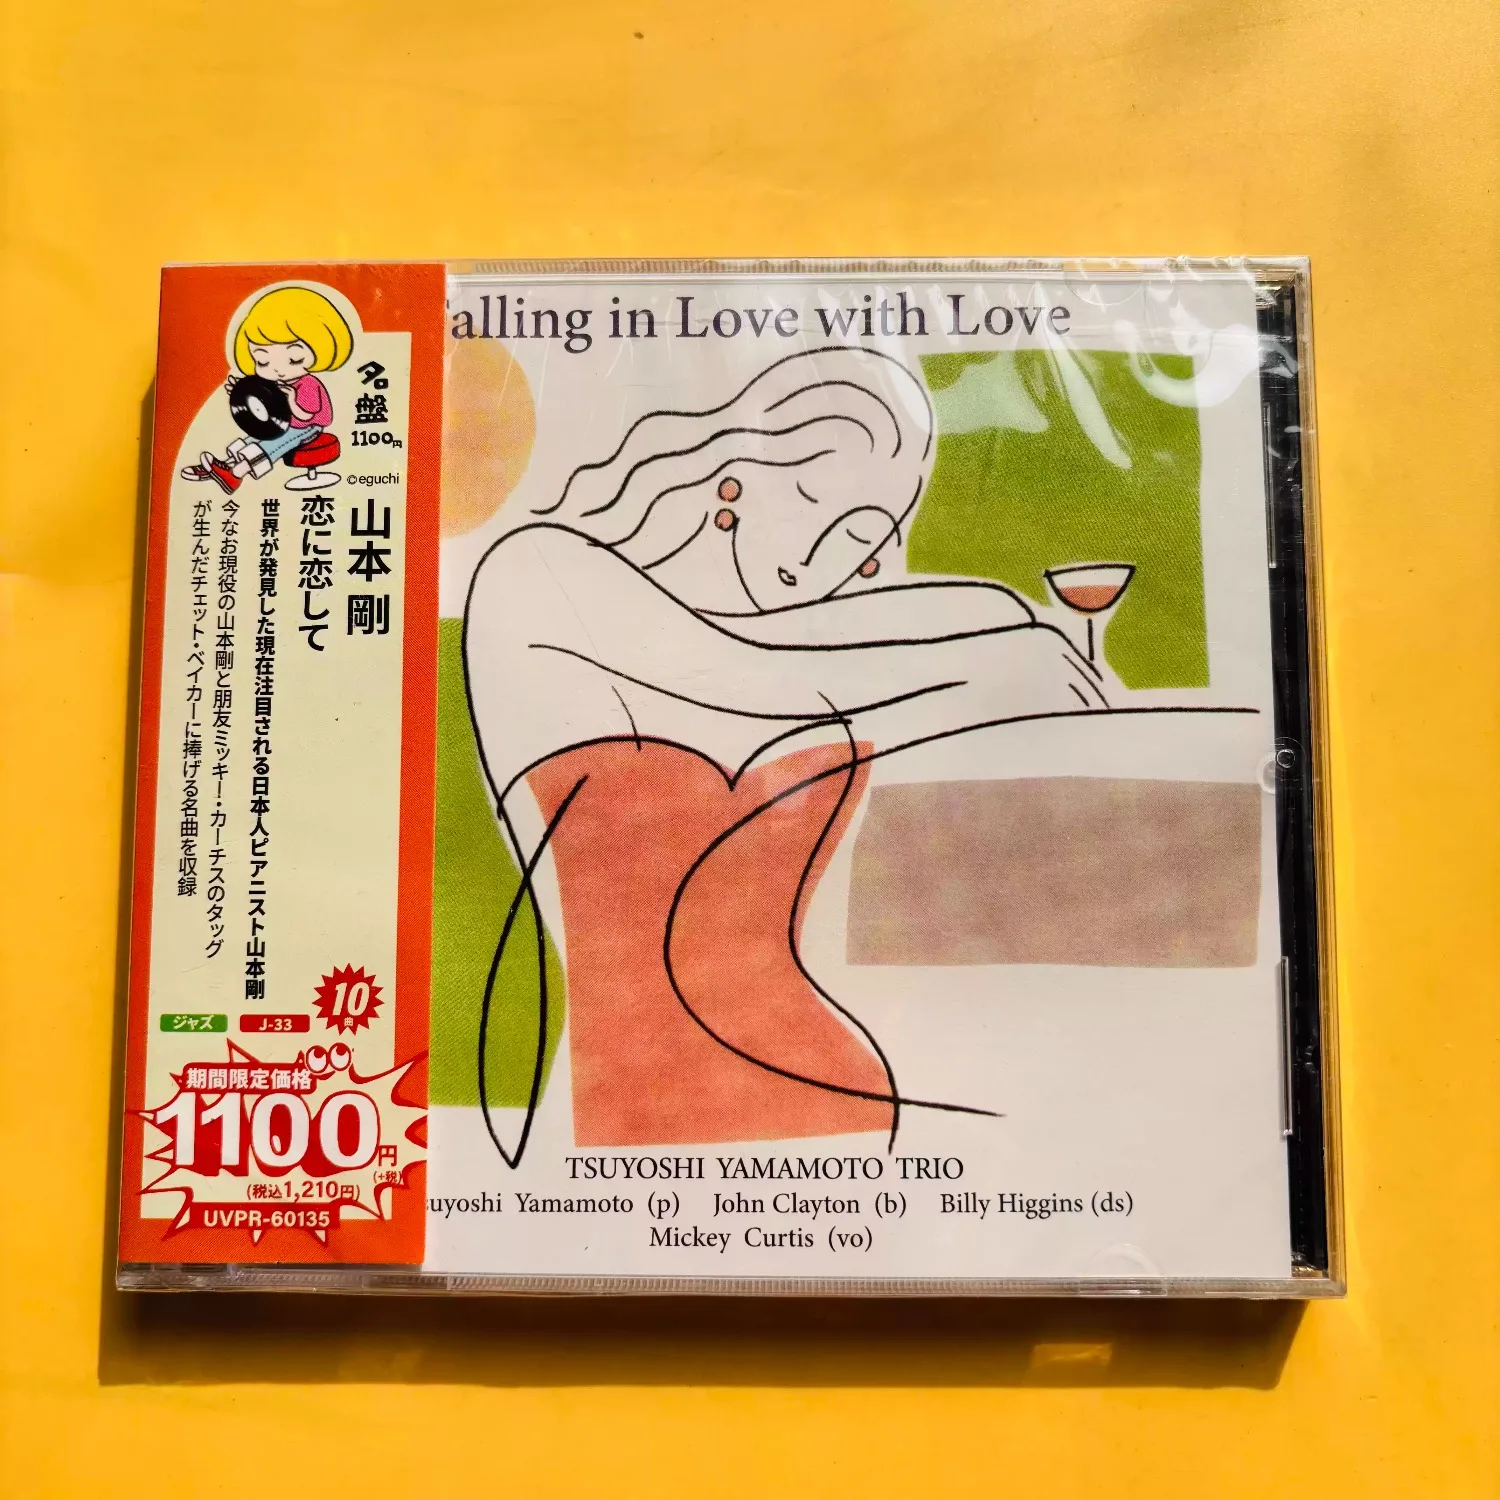 名盤
1100円
©eguchi
山本 剛
恋に恋して
世界が発見した現在注目される日本人ピアニスト山本剛
今なお現役の山本剛と朋友ミッキー・カーチスのタッグ
が生んだチェット・ベイカーに捧げる名曲を収録
10
曲
ジャズ
J-33
期間限定価格
1100円
(+税)
(税込1,210円)
UVPR-60135
alling in Love with Love
TSUYOSHI YAMAMOTO TRIO
suyoshi Yamamoto (p) John Clayton (b) Billy Higgins (ds)
Mickey Curtis (vo)